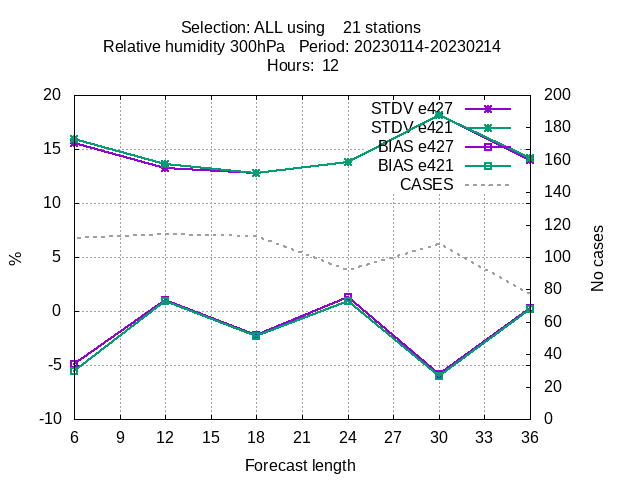 Selection: ALL using    21 stations
Relative humidity 300hPa   Period: 20230114-20230214
Hours:  12
20
15
10
5
0
-5
-10
%
STDV e427
STDV e421
BIAS e427
BIAS e421
CASES
200
180
160
140
120
100
80
60
40
20
0
No cases
6 9 12 15 18 21 24 27 30 33 36
Forecast length